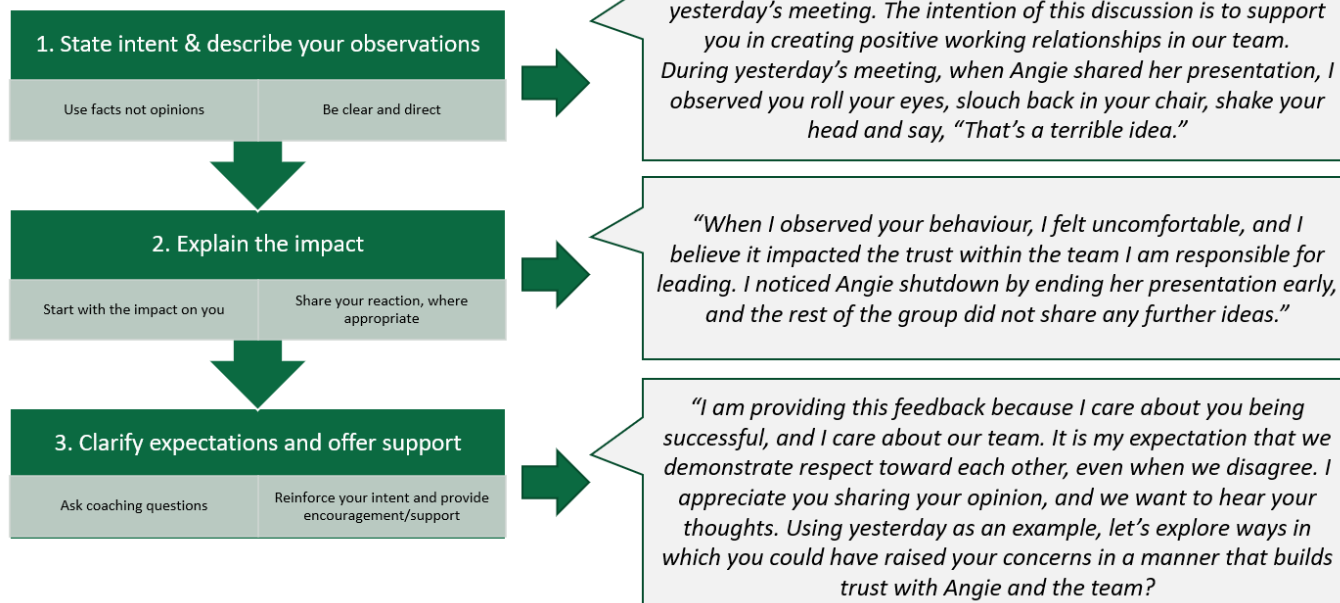 1. State intent & describe your observations
Use facts not opinions
Be clear and direct
yesterday’s meeting. The intention of this discussion is to support
you in creating positive working relationships in our team.
During yesterday’s meeting, when Angie shared her presentation, I
observed you roll your eyes, slouch back in your chair, shake your
head and say, “That’s a terrible idea.”
2. Explain the impact
Start with the impact on you
Share your reaction, where
appropriate
“When I observed your behaviour, I felt uncomfortable, and I
believe it impacted the trust within the team I am responsible for
leading. I noticed Angie shutdown by ending her presentation early,
and the rest of the group did not share any further ideas.”
3. Clarify expectations and offer support
Ask coaching questions
Reinforce your intent and provide
encouragement/support
“I am providing this feedback because I care about you being
successful, and I care about our team. It is my expectation that we
demonstrate respect toward each other, even when we disagree. I
appreciate you sharing your opinion, and we want to hear your
thoughts. Using yesterday as an example, let’s explore ways in
which you could have raised your concerns in a manner that builds
trust with Angie and the team?